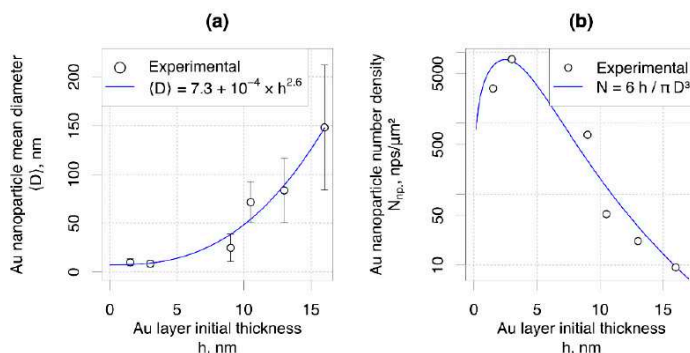 (a)
Au nanoparticle mean diameter
⟨D⟩, nm
200
150
100
50
0
Experimental
⟨D⟩ = 7.3 + 10⁻⁴ × h²·⁶
0 5 10 15
Au layer initial thickness
h, nm
(b)
Au nanoparticle number density
Nnp., nps/µm²
5000
500
50
10
Experimental
N = 6 h / π D³
0 5 10 15
Au layer initial thickness
h, nm